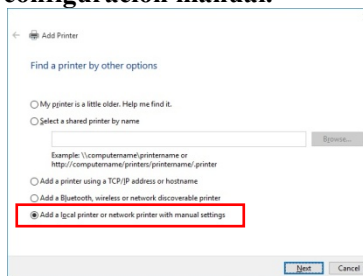 configuración manual.
Add Printer
Find a printer by other options
My printer is a little older. Help me find it.
Select a shared printer by name
Browse...
Example: \\computername\printername or
http://computername/printers/printername/.printer
Add a printer using a TCP/IP address or hostname
Add a Bluetooth, wireless or network discoverable printer
Add a local printer or network printer with manual settings
Next Cancel